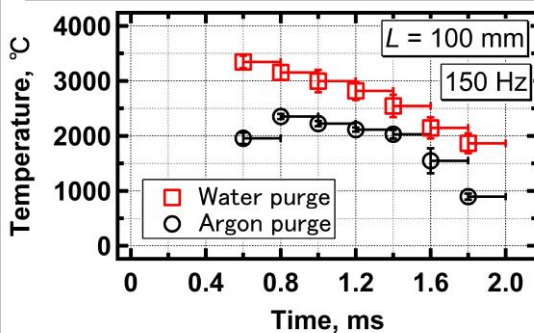 Temperature, °C
4000
3000
2000
1000
0
L = 100 mm
150 Hz
Water purge
Argon purge
0 0.4 0.8 1.2 1.6 2.0
Time, ms